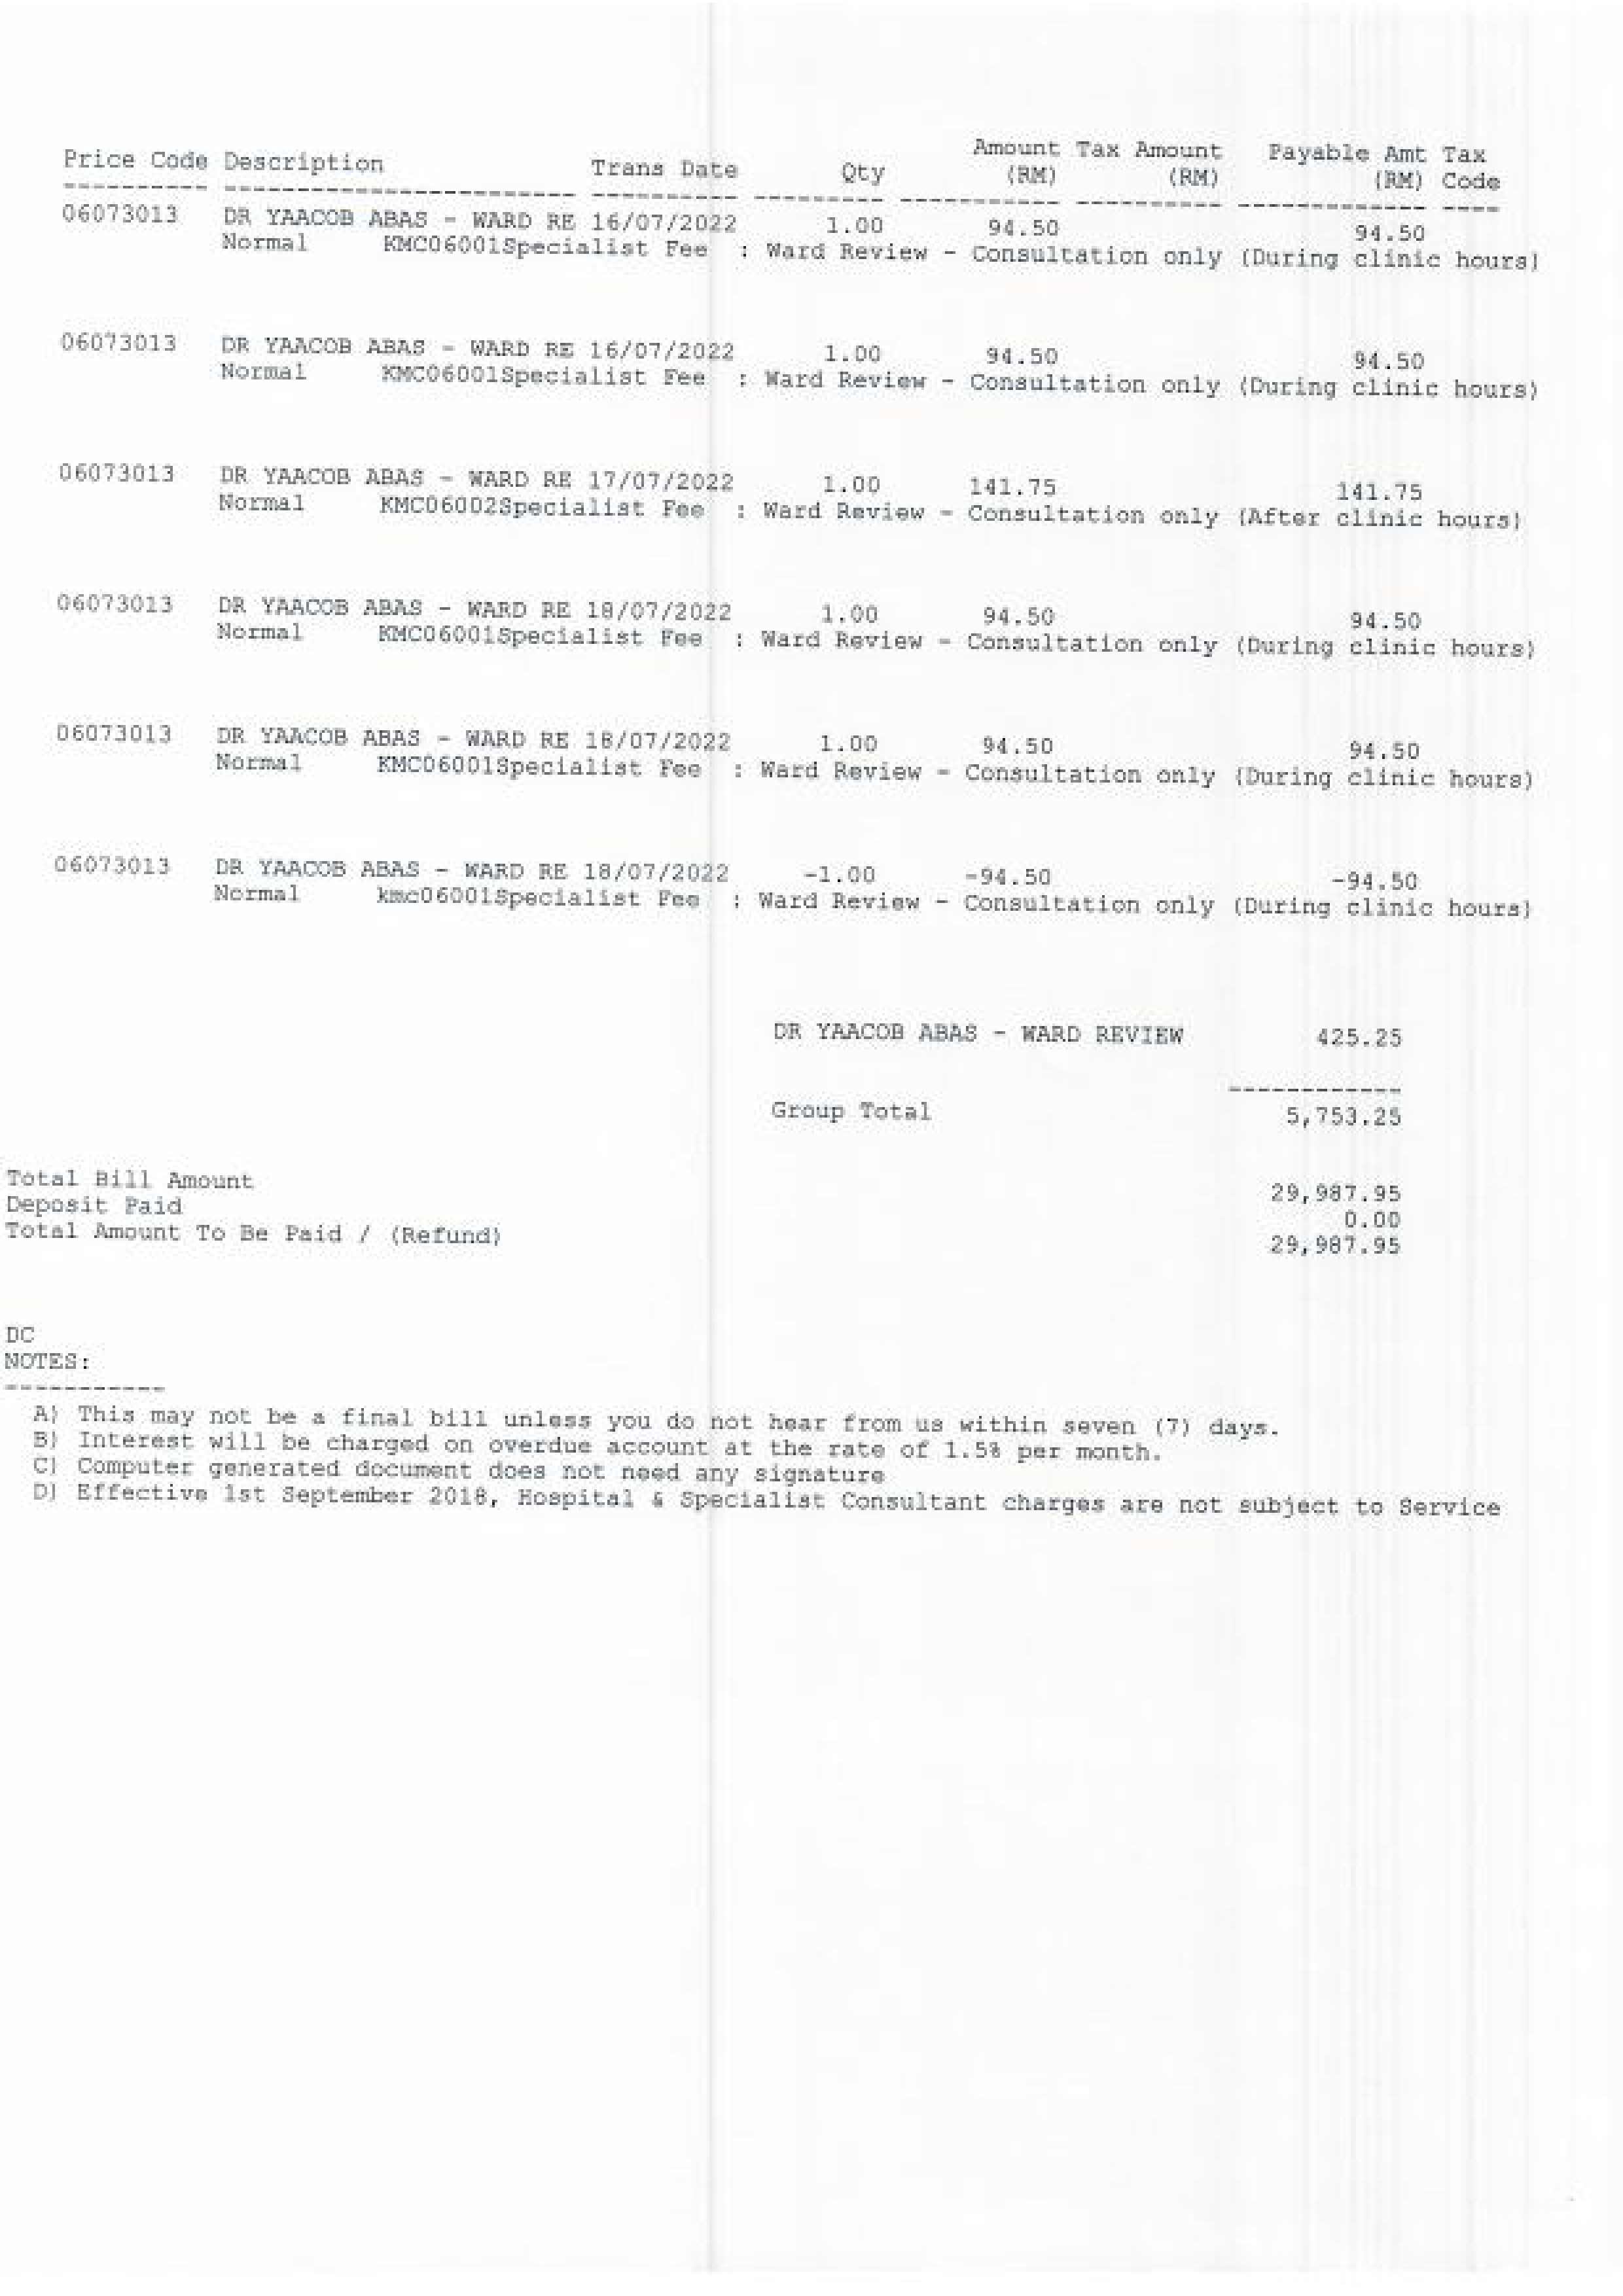 Price Code Description Trans Date Qty Amount (RM) Tax Amount (RM) Payable Amt (RM) Tax Code
---------- ------------------------ ---------- --------- ----------- ---------- ------------- ----
06073013 DR YAACOB ABAS - WARD RE 16/07/2022 1.00 94.50 94.50
Normal KMC06001Specialist Fee : Ward Review - Consultation only (During clinic hours)
06073013 DR YAACOB ABAS - WARD RE 16/07/2022 1.00 94.50 94.50
Normal KMC06001Specialist Fee : Ward Review - Consultation only (During clinic hours)
06073013 DR YAACOB ABAS - WARD RE 17/07/2022 1.00 141.75 141.75
Normal KMC06002Specialist Fee : Ward Review - Consultation only (After clinic hours)
06073013 DR YAACOB ABAS - WARD RE 18/07/2022 1.00 94.50 94.50
Normal KMC06001Specialist Fee : Ward Review - Consultation only (During clinic hours)
06073013 DR YAACOB ABAS - WARD RE 18/07/2022 1.00 94.50 94.50
Normal KMC06001Specialist Fee : Ward Review - Consultation only (During clinic hours)
06073013 DR YAACOB ABAS - WARD RE 18/07/2022 -1.00 -94.50 -94.50
Normal kmc06001Specialist Fee : Ward Review - Consultation only (During clinic hours)
DR YAACOB ABAS - WARD REVIEW 425.25
------------
Group Total 5,753.25
Total Bill Amount 29,987.95
Deposit Paid 0.00
Total Amount To Be Paid / (Refund) 29,987.95
DC
NOTES:
-----------
A) This may not be a final bill unless you do not hear from us within seven (7) days.
B) Interest will be charged on overdue account at the rate of 1.5% per month.
C) Computer generated document does not need any signature
D) Effective 1st September 2018, Hospital & Specialist Consultant charges are not subject to Service